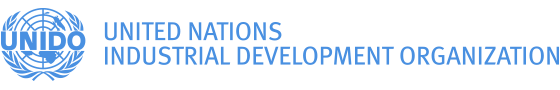 UNIDO
UNITED NATIONS
INDUSTRIAL DEVELOPMENT ORGANIZATION